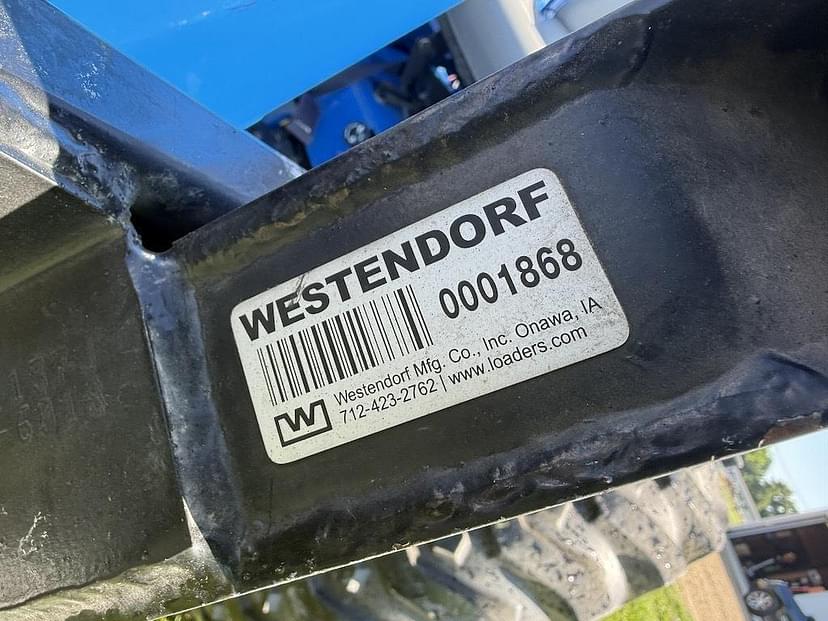 WESTENDORF
0001868
Westendorf Mfg. Co., Inc. Onawa, IA
712-423-2762 | www.loaders.com
W